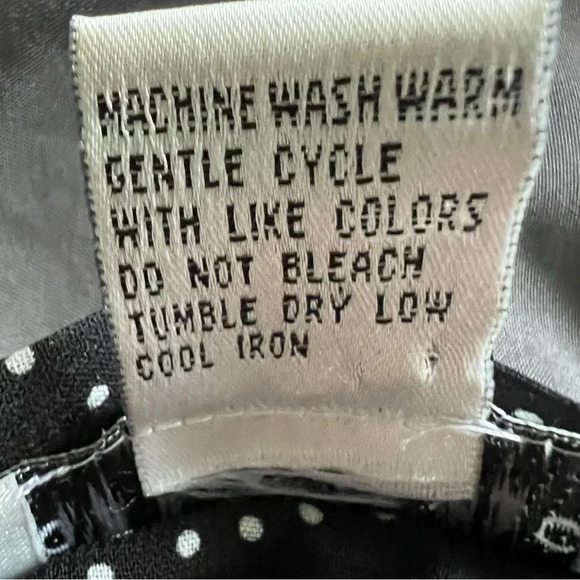 MACHINE WASH WARM
GENTLE CYCLE
WITH LIKE COLORS
DO NOT BLEACH
TUMBLE DRY LOW
COOL IRON